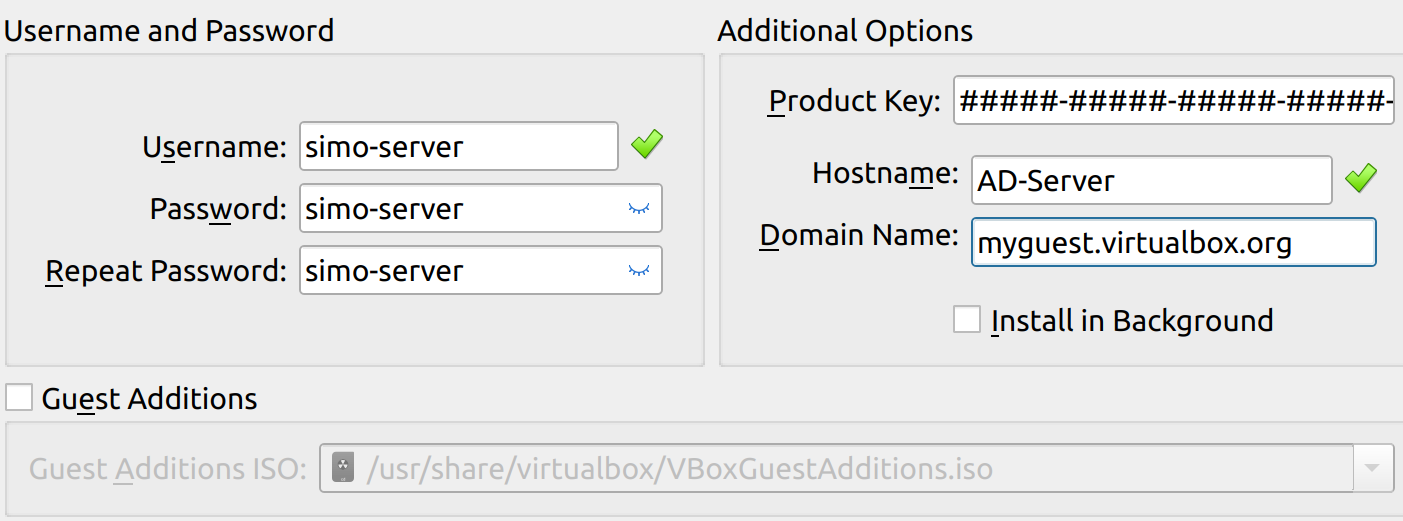 Username and Password
Username: simo-server
Password: simo-server
Repeat Password: simo-server
Additional Options
Product Key: #####-#####-#####-#####-
Hostname: AD-Server
Domain Name: myguest.virtualbox.org
Install in Background
Guest Additions
Guest Additions ISO: /usr/share/virtualbox/VBoxGuestAdditions.iso